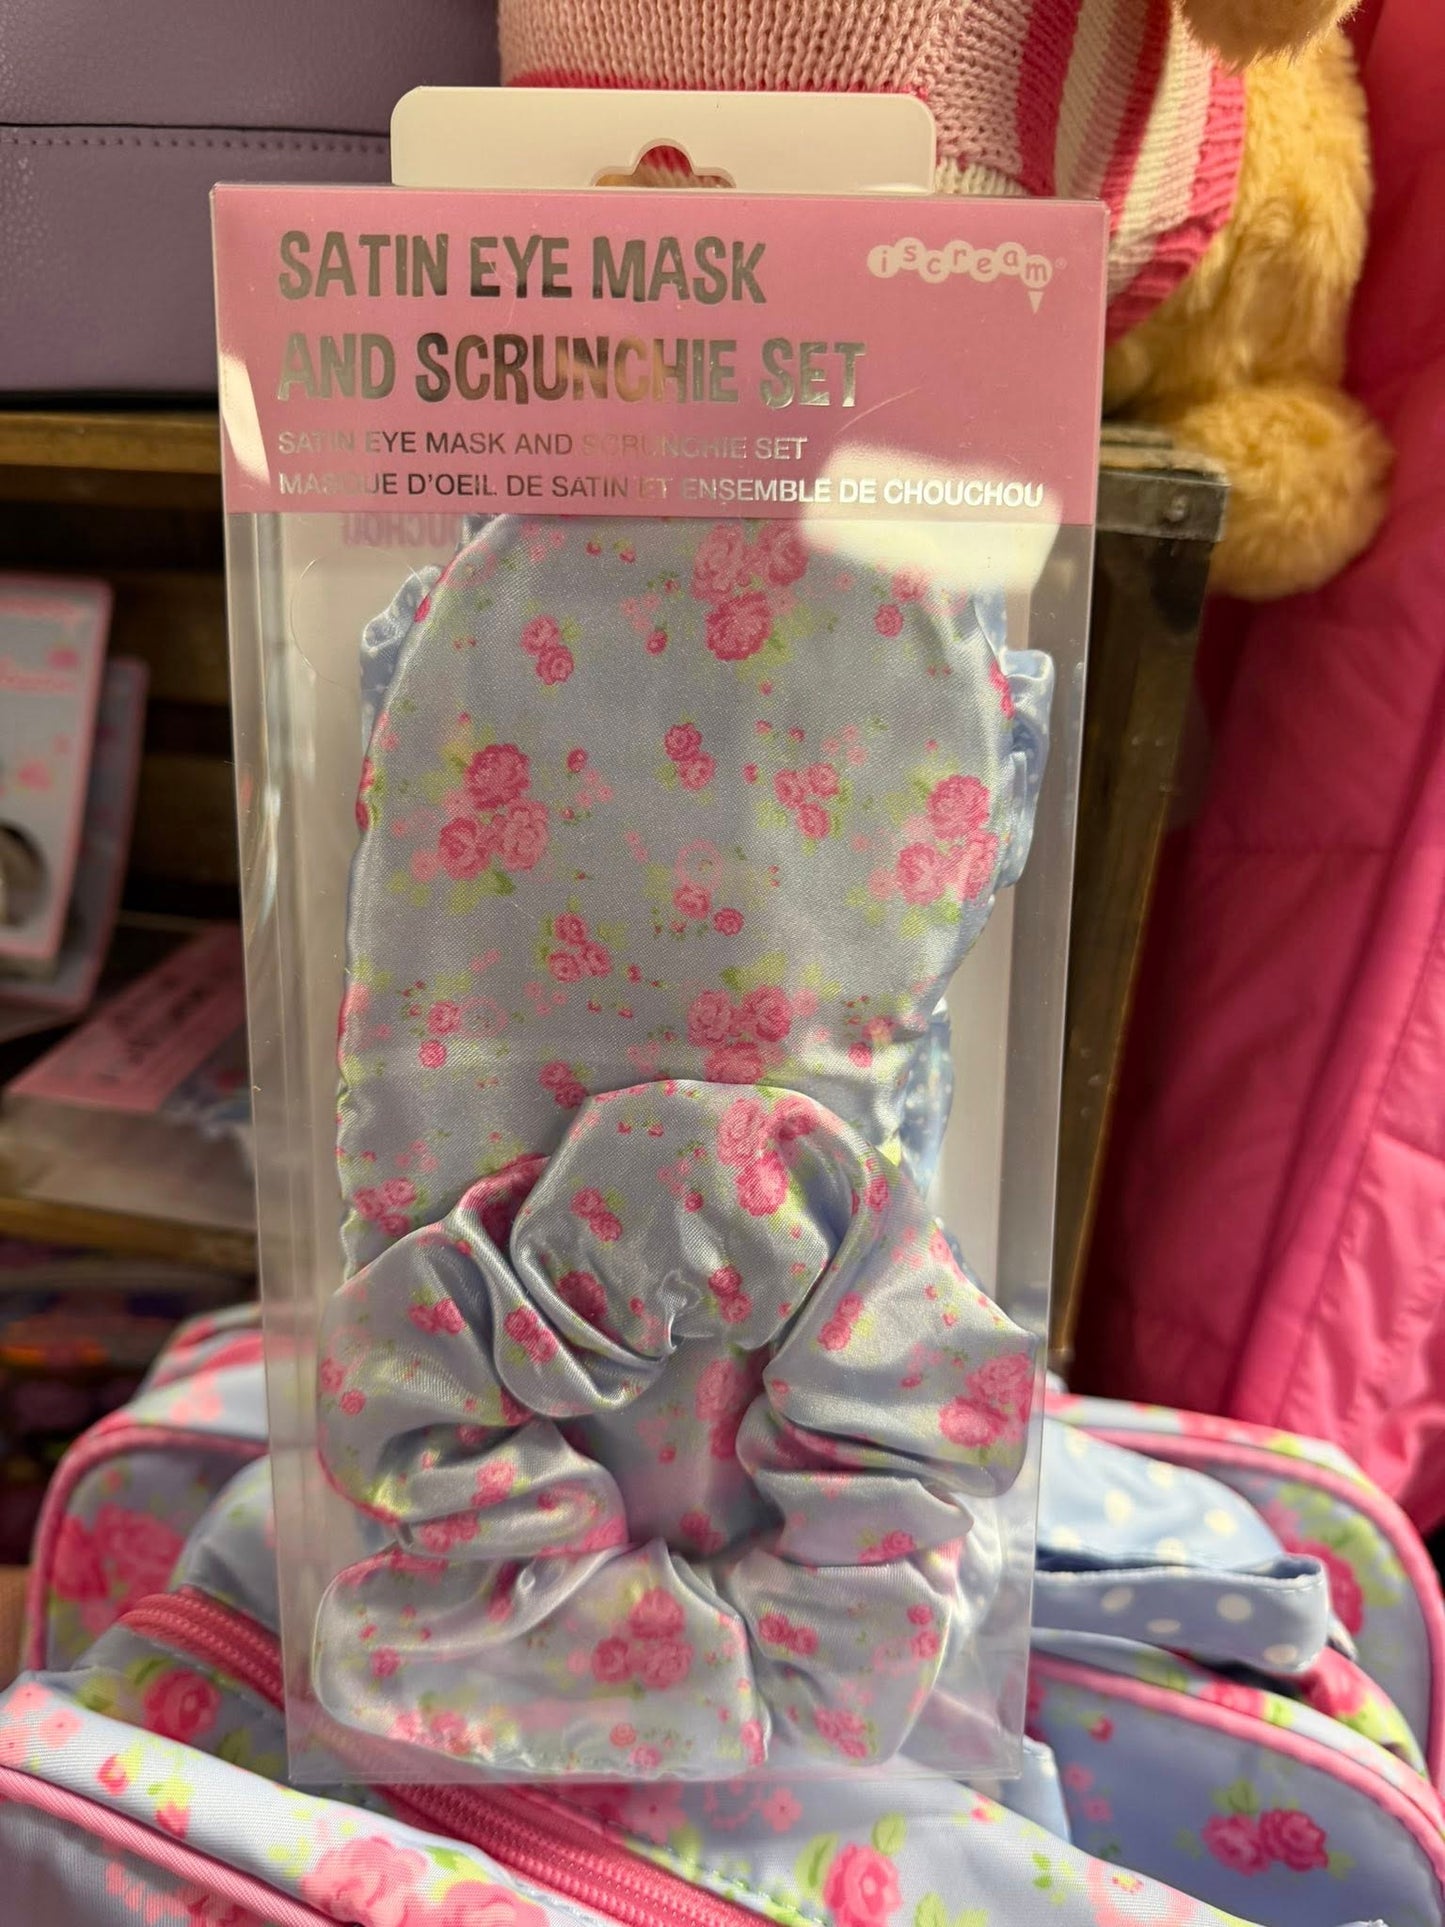 SATIN EYE MASK
AND SCRUNCHIE SET
iscream®
SATIN EYE MASK AND SCRUNCHIE SET
MASQUE D'OEIL DE SATIN ET ENSEMBLE DE CHOUCHOU